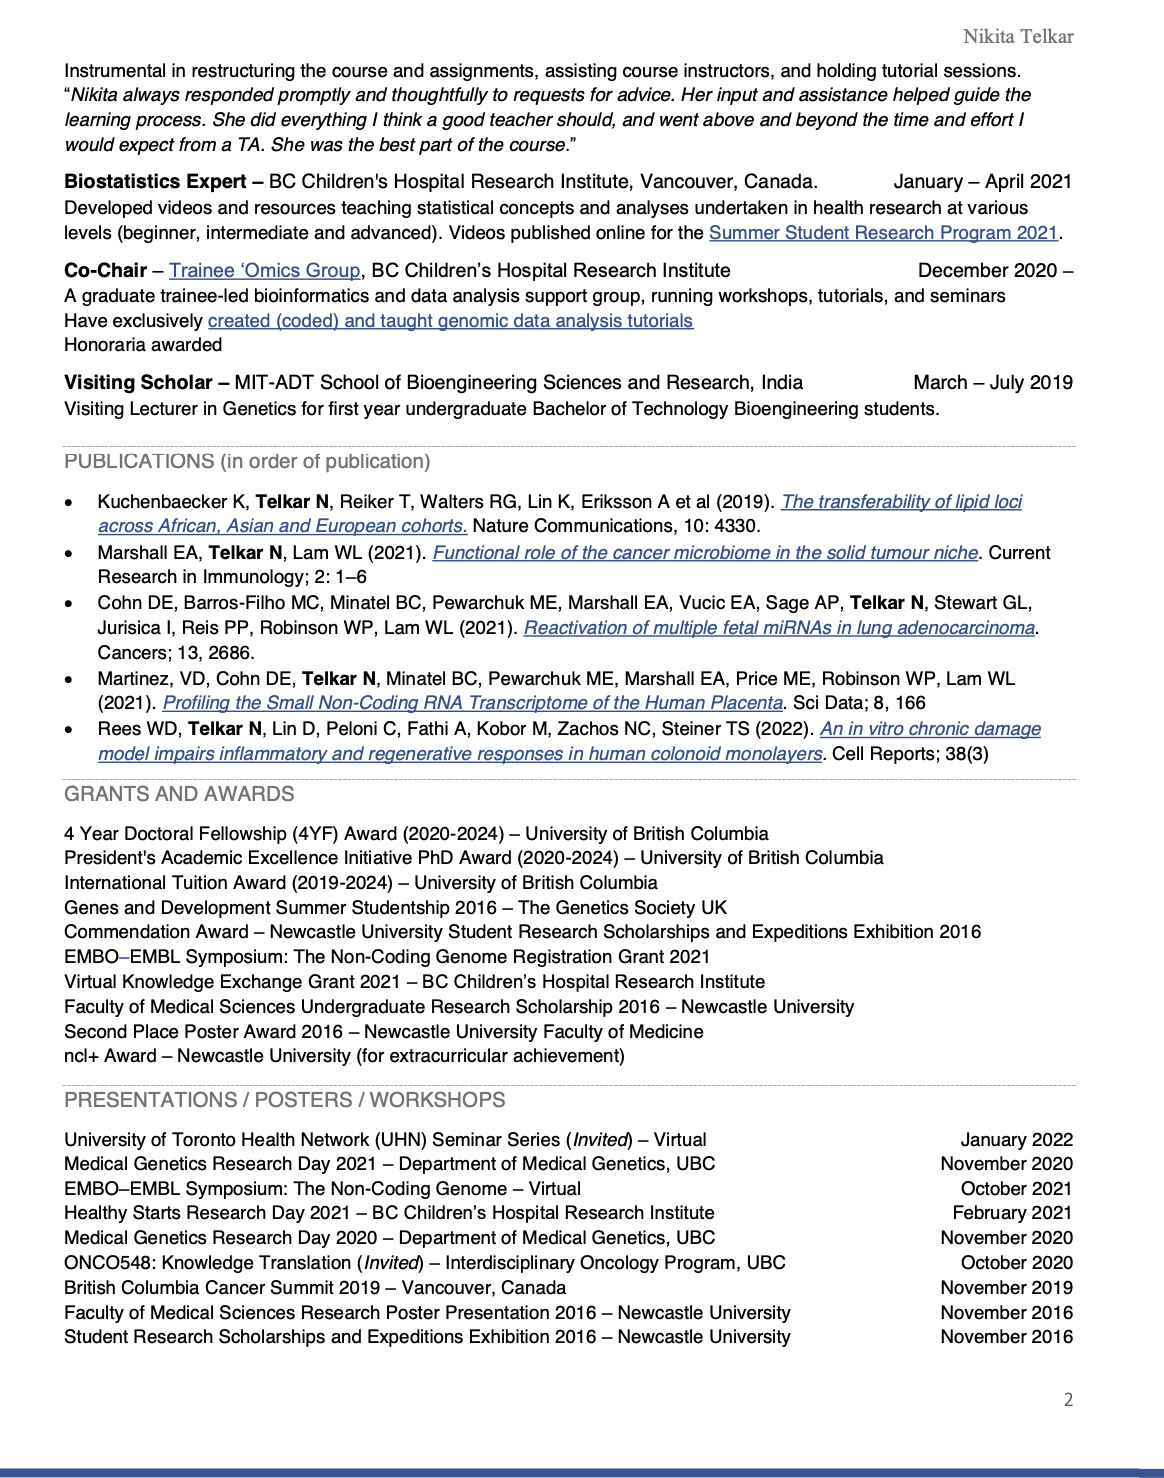 Nikita Telkar
Instrumental in restructuring the course and assignments, assisting course instructors, and holding tutorial sessions.
“Nikita always responded promptly and thoughtfully to requests for advice. Her input and assistance helped guide the
learning process. She did everything I think a good teacher should, and went above and beyond the time and effort I
would expect from a TA. She was the best part of the course.”
Biostatistics Expert – BC Children's Hospital Research Institute, Vancouver, Canada. January – April 2021
Developed videos and resources teaching statistical concepts and analyses undertaken in health research at various
levels (beginner, intermediate and advanced). Videos published online for the Summer Student Research Program 2021.
Co-Chair – Trainee ‘Omics Group, BC Children’s Hospital Research Institute December 2020 –
A graduate trainee-led bioinformatics and data analysis support group, running workshops, tutorials, and seminars
Have exclusively created (coded) and taught genomic data analysis tutorials
Honoraria awarded
Visiting Scholar – MIT-ADT School of Bioengineering Sciences and Research, India March – July 2019
Visiting Lecturer in Genetics for first year undergraduate Bachelor of Technology Bioengineering students.
PUBLICATIONS (in order of publication)
• Kuchenbaecker K, Telkar N, Reiker T, Walters RG, Lin K, Eriksson A et al (2019). The transferability of lipid loci
across African, Asian and European cohorts. Nature Communications, 10: 4330.
• Marshall EA, Telkar N, Lam WL (2021). Functional role of the cancer microbiome in the solid tumour niche. Current
Research in Immunology; 2: 1–6
• Cohn DE, Barros-Filho MC, Minatel BC, Pewarchuk ME, Marshall EA, Vucic EA, Sage AP, Telkar N, Stewart GL,
Jurisica I, Reis PP, Robinson WP, Lam WL (2021). Reactivation of multiple fetal miRNAs in lung adenocarcinoma.
Cancers; 13, 2686.
• Martinez, VD, Cohn DE, Telkar N, Minatel BC, Pewarchuk ME, Marshall EA, Price ME, Robinson WP, Lam WL
(2021). Profiling the Small Non-Coding RNA Transcriptome of the Human Placenta. Sci Data; 8, 166
• Rees WD, Telkar N, Lin D, Peloni C, Fathi A, Kobor M, Zachos NC, Steiner TS (2022). An in vitro chronic damage
model impairs inflammatory and regenerative responses in human colonoid monolayers. Cell Reports; 38(3)
GRANTS AND AWARDS
4 Year Doctoral Fellowship (4YF) Award (2020-2024) – University of British Columbia
President's Academic Excellence Initiative PhD Award (2020-2024) – University of British Columbia
International Tuition Award (2019-2024) – University of British Columbia
Genes and Development Summer Studentship 2016 – The Genetics Society UK
Commendation Award – Newcastle University Student Research Scholarships and Expeditions Exhibition 2016
EMBO–EMBL Symposium: The Non-Coding Genome Registration Grant 2021
Virtual Knowledge Exchange Grant 2021 – BC Children’s Hospital Research Institute
Faculty of Medical Sciences Undergraduate Research Scholarship 2016 – Newcastle University
Second Place Poster Award 2016 – Newcastle University Faculty of Medicine
ncl+ Award – Newcastle University (for extracurricular achievement)
PRESENTATIONS / POSTERS / WORKSHOPS
University of Toronto Health Network (UHN) Seminar Series (Invited) – Virtual January 2022
Medical Genetics Research Day 2021 – Department of Medical Genetics, UBC November 2020
EMBO–EMBL Symposium: The Non-Coding Genome – Virtual October 2021
Healthy Starts Research Day 2021 – BC Children’s Hospital Research Institute February 2021
Medical Genetics Research Day 2020 – Department of Medical Genetics, UBC November 2020
ONCO548: Knowledge Translation (Invited) – Interdisciplinary Oncology Program, UBC October 2020
British Columbia Cancer Summit 2019 – Vancouver, Canada November 2019
Faculty of Medical Sciences Research Poster Presentation 2016 – Newcastle University November 2016
Student Research Scholarships and Expeditions Exhibition 2016 – Newcastle University November 2016
2